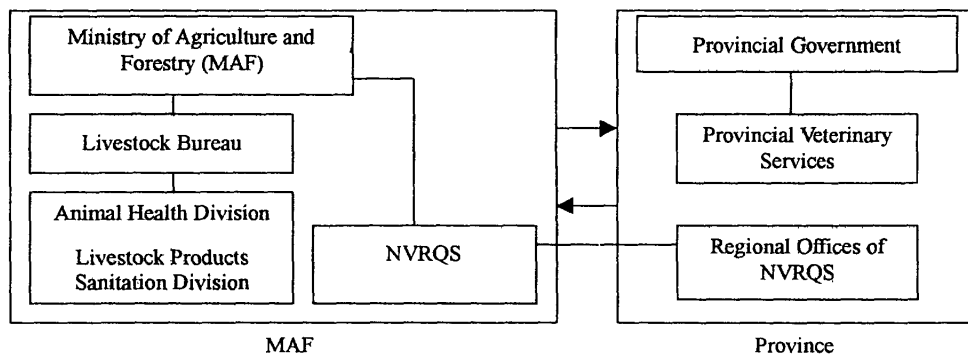 Ministry of Agriculture and
Forestry (MAF)
Livestock Bureau
Animal Health Division
Livestock Products
Sanitation Division
NVRQS
MAF
Provincial Government
Provincial Veterinary
Services
Regional Offices of
NVRQS
Province